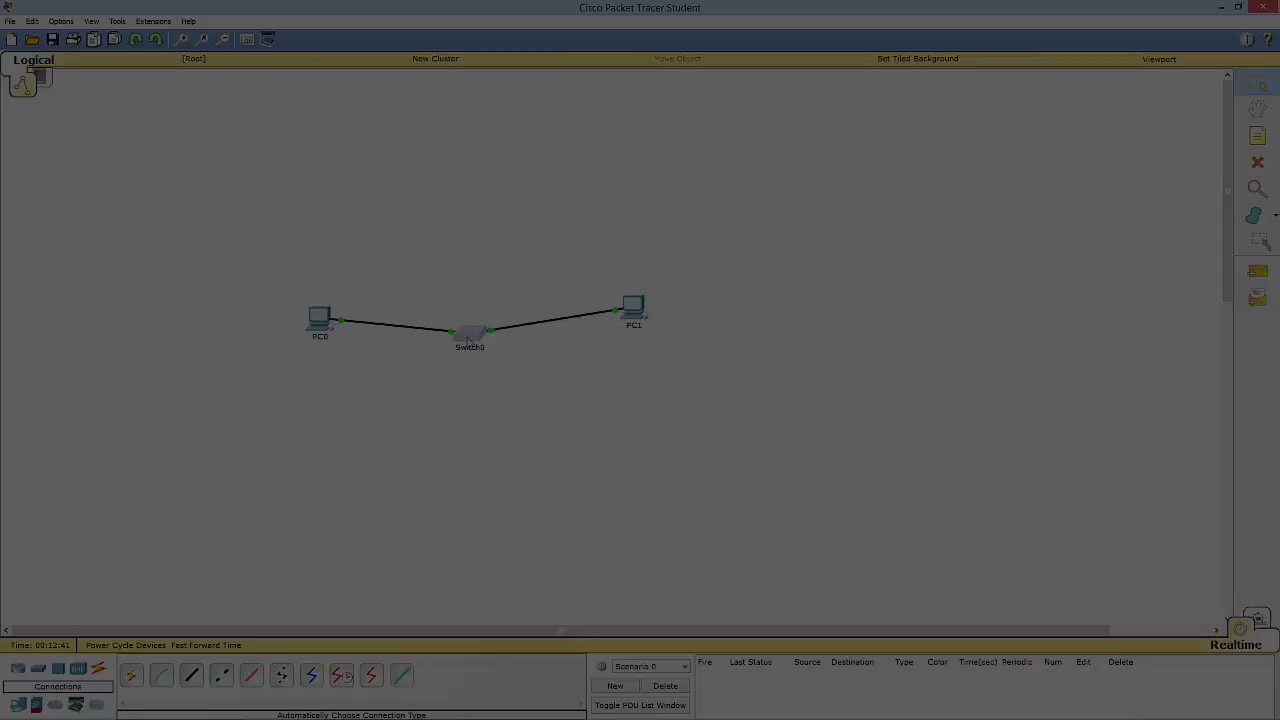 Cisco Packet Tracer Student
File Edit Options View Tools Extensions Help
Logical [Root] New Cluster Move Object Set Tiled Background Viewport
PC0
Switch0
PC1
Time: 00:12:41 Power Cycle Devices Fast Forward Time Realtime
Connections
Automatically Choose Connection Type
Scenario 0
New Delete
Toggle PDU List Window
Fire Last Status Source Destination Type Color Time(sec) Periodic Num Edit Delete